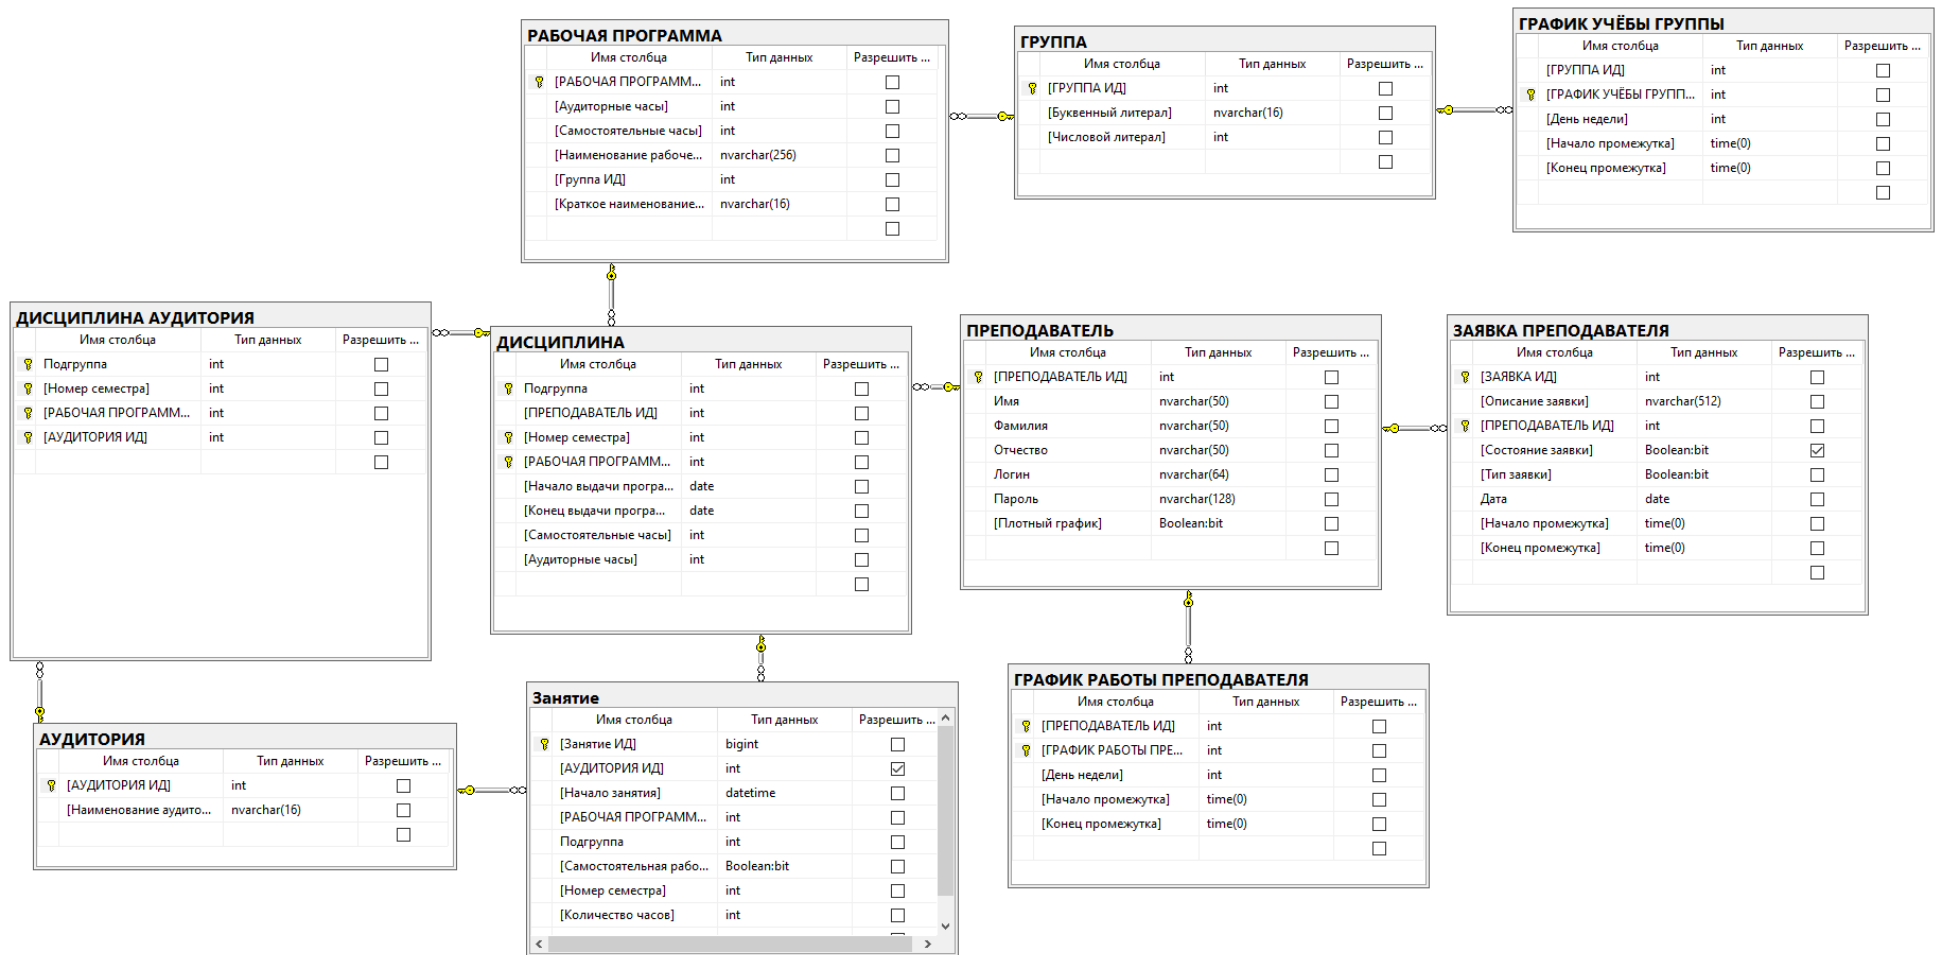 РАБОЧАЯ ПРОГРАММА
Имя столбца Тип данных Разрешить ...
[РАБОЧАЯ ПРОГРАММ... int
[Аудиторные часы] int
[Самостоятельные часы] int
[Наименование рабоче... nvarchar(256)
[Группа ИД] int
[Краткое наименование... nvarchar(16)
ГРУППА
Имя столбца Тип данных Разрешить ...
[ГРУППА ИД] int
[Буквенный литерал] nvarchar(16)
[Числовой литерал] int
ГРАФИК УЧЁБЫ ГРУППЫ
Имя столбца Тип данных Разрешить ...
[ГРУППА ИД] int
[ГРАФИК УЧЁБЫ ГРУПП... int
[День недели] int
[Начало промежутка] time(0)
[Конец промежутка] time(0)
ДИСЦИПЛИНА АУДИТОРИЯ
Имя столбца Тип данных Разрешить ...
Подгруппа int
[Номер семестра] int
[РАБОЧАЯ ПРОГРАММ... int
[АУДИТОРИЯ ИД] int
ДИСЦИПЛИНА
Имя столбца Тип данных Разрешить ...
Подгруппа int
[ПРЕПОДАВАТЕЛЬ ИД] int
[Номер семестра] int
[РАБОЧАЯ ПРОГРАММ... int
[Начало выдачи програ... date
[Конец выдачи програ... date
[Самостоятельные часы] int
[Аудиторные часы] int
ПРЕПОДАВАТЕЛЬ
Имя столбца Тип данных Разрешить ...
[ПРЕПОДАВАТЕЛЬ ИД] int
Имя nvarchar(50)
Фамилия nvarchar(50)
Отчество nvarchar(50)
Логин nvarchar(64)
Пароль nvarchar(128)
[Плотный график] Boolean:bit
ЗАЯВКА ПРЕПОДАВАТЕЛЯ
Имя столбца Тип данных Разрешить ...
[ЗАЯВКА ИД] int
[Описание заявки] nvarchar(512)
[ПРЕПОДАВАТЕЛЬ ИД] int
[Состояние заявки] Boolean:bit
[Тип заявки] Boolean:bit
Дата date
[Начало промежутка] time(0)
[Конец промежутка] time(0)
АУДИТОРИЯ
Имя столбца Тип данных Разрешить ...
[АУДИТОРИЯ ИД] int
[Наименование аудито... nvarchar(16)
Занятие
Имя столбца Тип данных Разрешить ...
[Занятие ИД] bigint
[АУДИТОРИЯ ИД] int
[Начало занятия] datetime
[РАБОЧАЯ ПРОГРАММ... int
Подгруппа int
[Самостоятельная рабо... Boolean:bit
[Номер семестра] int
[Количество часов] int
ГРАФИК РАБОТЫ ПРЕПОДАВАТЕЛЯ
Имя столбца Тип данных Разрешить ...
[ПРЕПОДАВАТЕЛЬ ИД] int
[ГРАФИК РАБОТЫ ПРЕ... int
[День недели] int
[Начало промежутка] time(0)
[Конец промежутка] time(0)